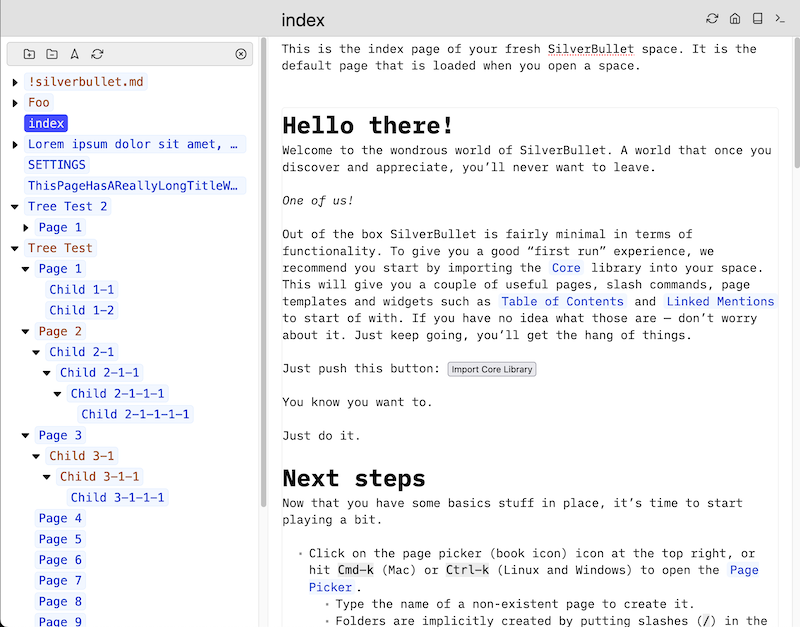 index
!silverbullet.md
Foo
index
Lorem ipsum dolor sit amet, …
SETTINGS
ThisPageHasAReallyLongTitleW…
Tree Test 2
Page 1
Tree Test
Page 1
Child 1-1
Child 1-2
Page 2
Child 2-1
Child 2-1-1
Child 2-1-1-1
Child 2-1-1-1-1
Page 3
Child 3-1
Child 3-1-1
Child 3-1-1-1
Page 4
Page 5
Page 6
Page 7
Page 8
Page 9
This is the index page of your fresh SilverBullet space. It is the
default page that is loaded when you open a space.
Hello there!
Welcome to the wondrous world of SilverBullet. A world that once you
discover and appreciate, you’ll never want to leave.
One of us!
Out of the box SilverBullet is fairly minimal in terms of
functionality. To give you a good “first run” experience, we
recommend you start by importing the Core library into your space.
This will give you a couple of useful pages, slash commands, page
templates and widgets such as Table of Contents and Linked Mentions
to start of with. If you have no idea what those are — don’t worry
about it. Just keep going, you’ll get the hang of things.
Just push this button: Import Core Library
You know you want to.
Just do it.
Next steps
Now that you have some basics stuff in place, it’s time to start
playing a bit.
• Click on the page picker (book icon) icon at the top right, or
hit Cmd-k (Mac) or Ctrl-k (Linux and Windows) to open the Page
Picker.
• Type the name of a non-existent page to create it.
• Folders are implicitly created by putting slashes (/) in the